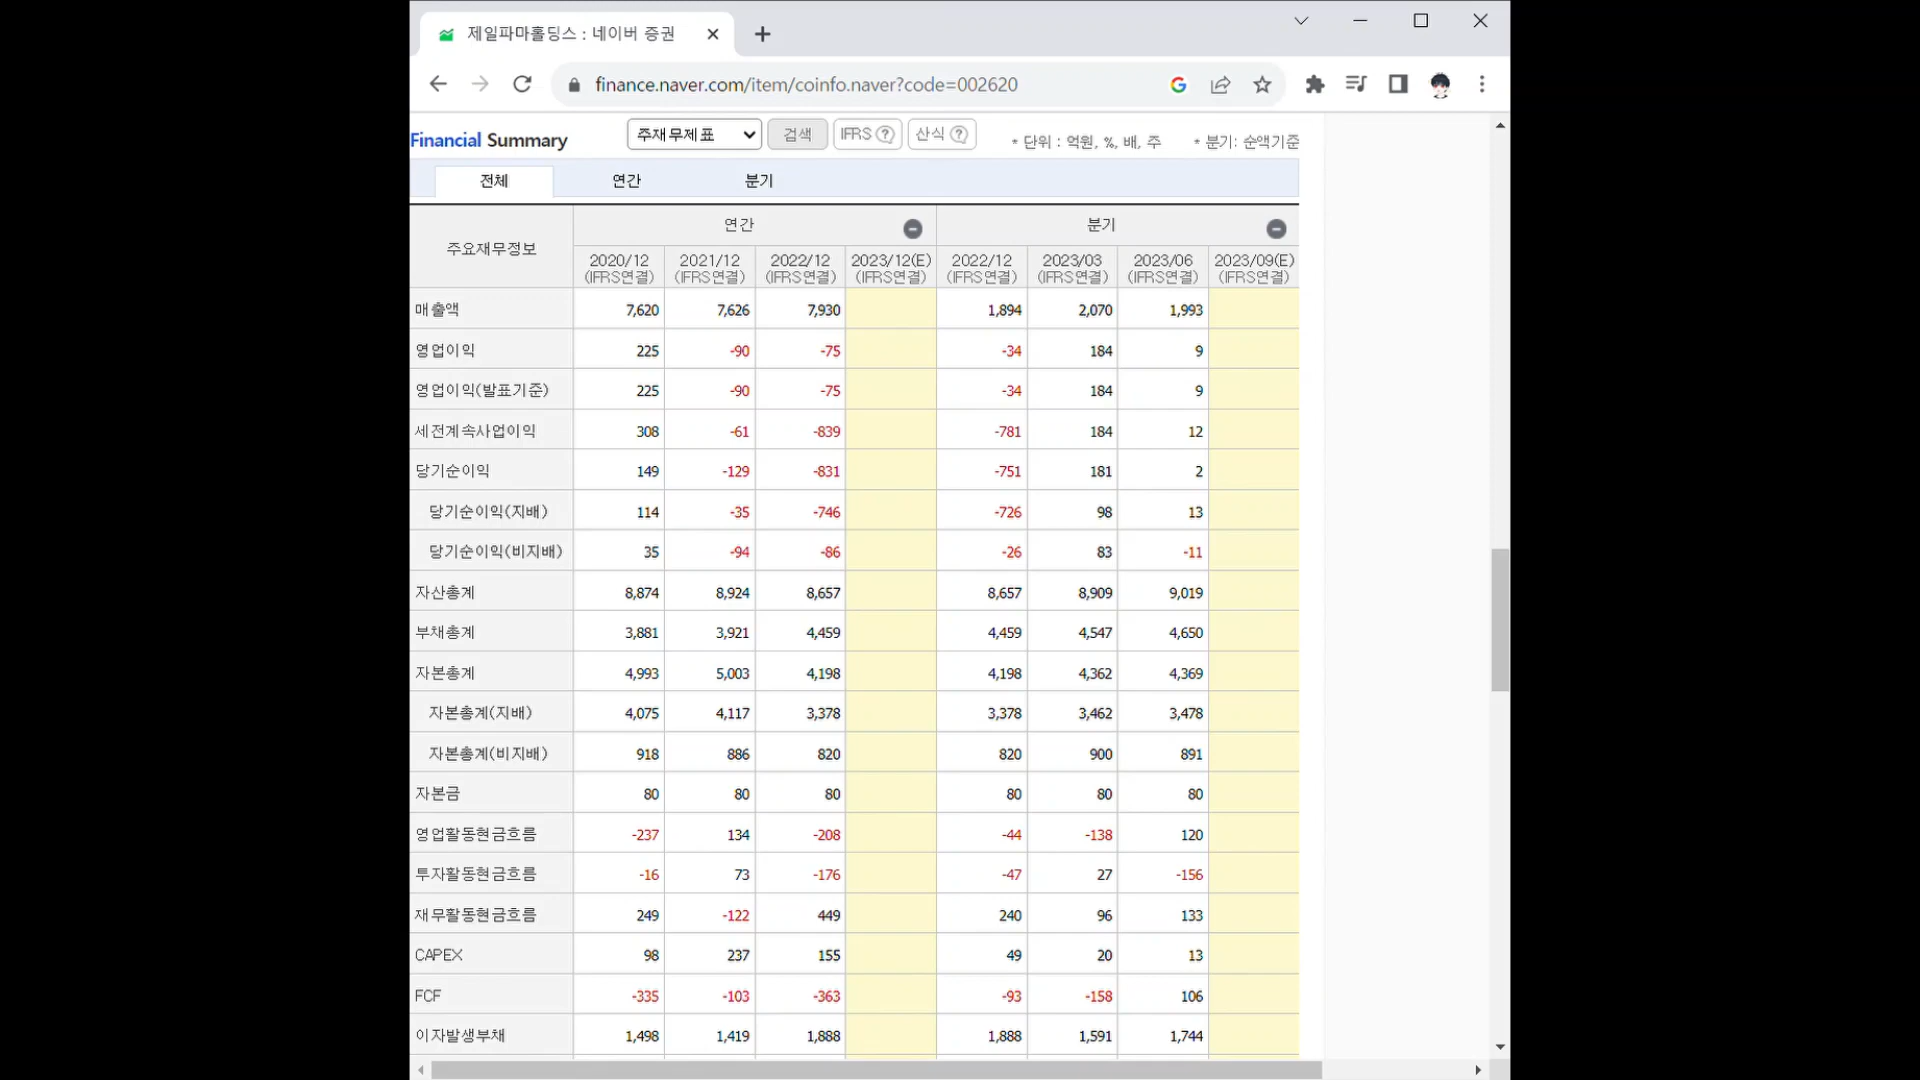 제일파마홀딩스 : 네이버 증권
finance.naver.com/item/coinfo.naver?code=002620
Financial Summary 주재무제표 검색 IFRS ? 산식 ? * 단위 : 억원, %, 배, 주 * 분기: 순액기준
전체 연간 분기
주요재무정보 연간 분기
2020/12 2021/12 2022/12 2023/12(E) 2022/12 2023/03 2023/06 2023/09(E)
(IFRS연결) (IFRS연결) (IFRS연결) (IFRS연결) (IFRS연결) (IFRS연결) (IFRS연결) (IFRS연결)
매출액 7,620 7,626 7,930 1,894 2,070 1,993
영업이익 225 -90 -75 -34 184 9
영업이익(발표기준) 225 -90 -75 -34 184 9
세전계속사업이익 308 -61 -839 -781 184 12
당기순이익 149 -129 -831 -751 181 2
당기순이익(지배) 114 -35 -746 -726 98 13
당기순이익(비지배) 35 -94 -86 -26 83 -11
자산총계 8,874 8,924 8,657 8,657 8,909 9,019
부채총계 3,881 3,921 4,459 4,459 4,547 4,650
자본총계 4,993 5,003 4,198 4,198 4,362 4,369
자본총계(지배) 4,075 4,117 3,378 3,378 3,462 3,478
자본총계(비지배) 918 886 820 820 900 891
자본금 80 80 80 80 80 80
영업활동현금흐름 -237 134 -208 -44 -138 120
투자활동현금흐름 -16 73 -176 -47 27 -156
재무활동현금흐름 249 -122 449 240 96 133
CAPEX 98 237 155 49 20 13
FCF -335 -103 -363 -93 -158 106
이자발생부채 1,498 1,419 1,888 1,888 1,591 1,744